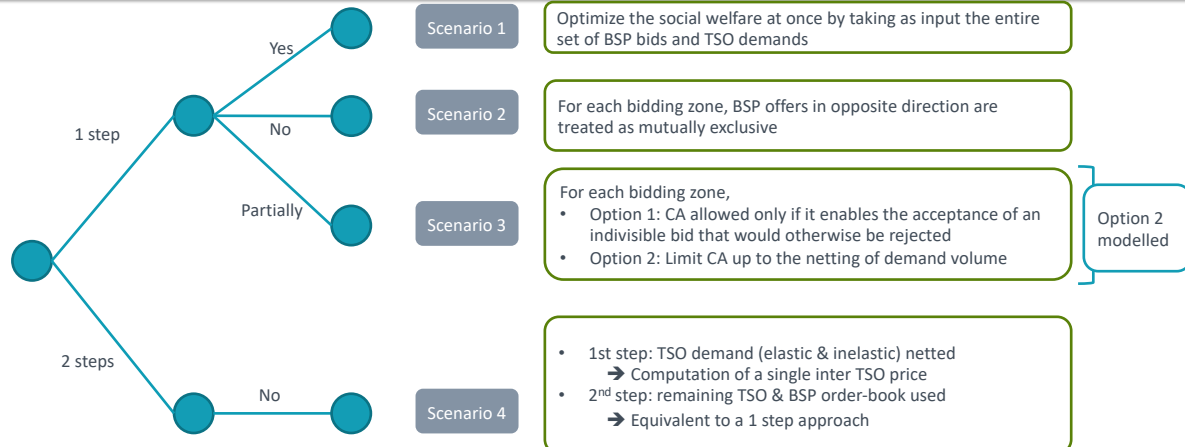 Yes
Scenario 1
Optimize the social welfare at once by taking as input the entire
set of BSP bids and TSO demands
1 step
No
Scenario 2
For each bidding zone, BSP offers in opposite direction are
treated as mutually exclusive
Partially
Scenario 3
For each bidding zone,
• Option 1: CA allowed only if it enables the acceptance of an
indivisible bid that would otherwise be rejected
• Option 2: Limit CA up to the netting of demand volume
Option 2
modelled
2 steps
No
Scenario 4
• 1st step: TSO demand (elastic & inelastic) netted
➔ Computation of a single inter TSO price
• 2nd step: remaining TSO & BSP order-book used
➔ Equivalent to a 1 step approach